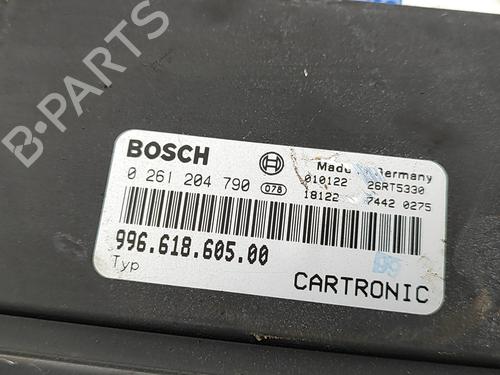 B-PARTS
BOSCH
Made Germany
0 261 204 790 078
010122 26RT5330
18122 7442 0275
996.618.605.00
Typ
CARTRONIC